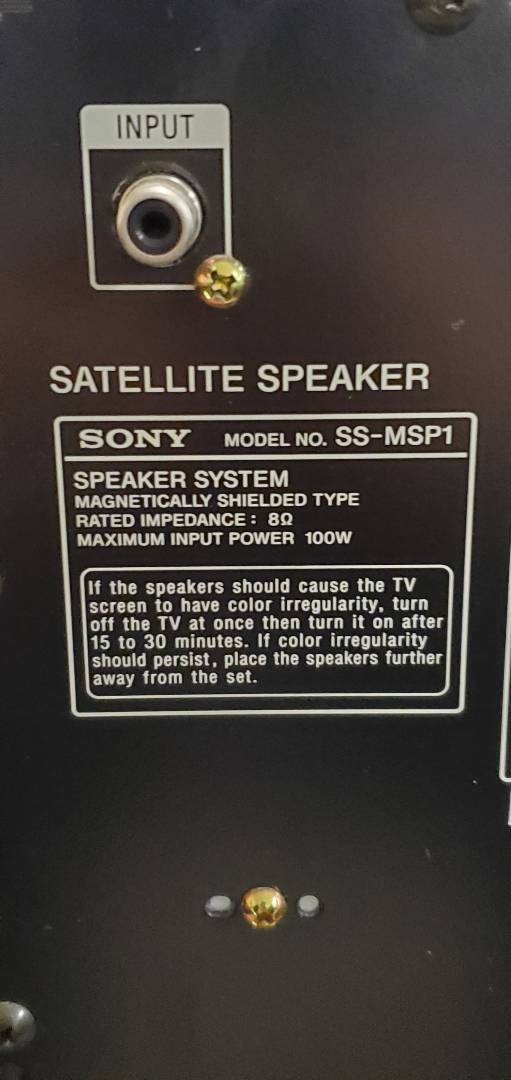 INPUT
SATELLITE SPEAKER
SONY MODEL NO. SS-MSP1
SPEAKER SYSTEM
MAGNETICALLY SHIELDED TYPE
RATED IMPEDANCE : 8Ω
MAXIMUM INPUT POWER 100W
If the speakers should cause the TV
screen to have color irregularity, turn
off the TV at once then turn it on after
15 to 30 minutes. If color irregularity
should persist, place the speakers further
away from the set.